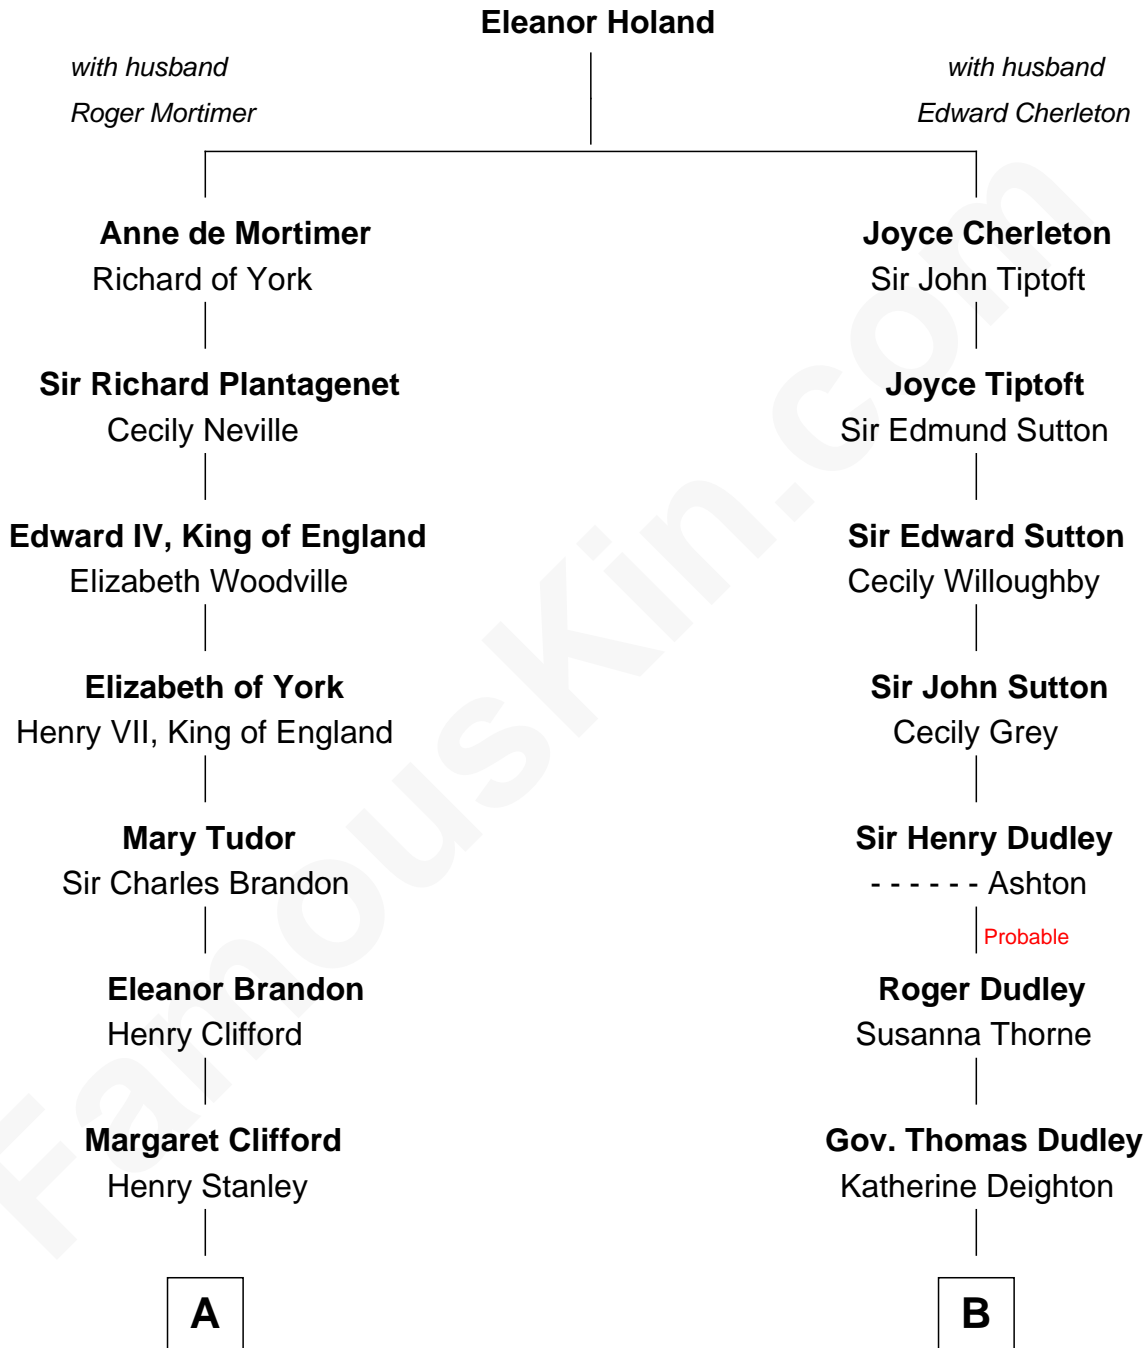 Eleanor Holand
with husband
Roger Mortimer
with husband
Edward Cherleton
Anne de Mortimer
Richard of York
Joyce Cherleton
Sir John Tiptoft
Sir Richard Plantagenet
Cecily Neville
Joyce Tiptoft
Sir Edmund Sutton
Edward IV, King of England
Elizabeth Woodville
Sir Edward Sutton
Cecily Willoughby
Elizabeth of York
Henry VII, King of England
Sir John Sutton
Cecily Grey
Mary Tudor
Sir Charles Brandon
Sir Henry Dudley
- - - - - - Ashton
Probable
Eleanor Brandon
Henry Clifford
Roger Dudley
Susanna Thorne
Margaret Clifford
Henry Stanley
Gov. Thomas Dudley
Katherine Deighton
A
B
FamousKin.com